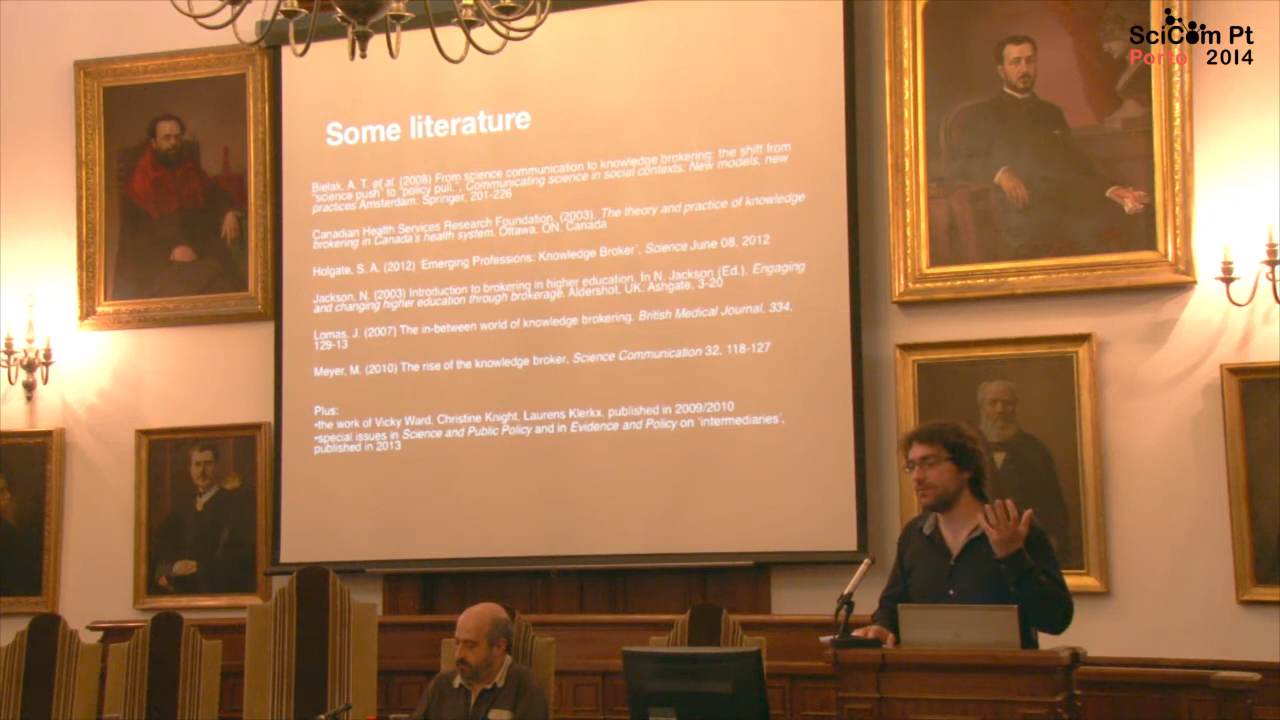 SciCom Pt
Porto 2014
Some literature
Bielak, A. T. et al. (2008) From science communication to knowledge brokering: the shift from
"science push" to "policy pull.", Communicating science in social contexts. New models, new
practices Amsterdam. Springer, 201-226
Canadian Health Services Research Foundation. (2003). The theory and practice of knowledge
brokering in Canada's health system. Ottawa, ON, Canada
Holgate, S. A. (2012) 'Emerging Professions: Knowledge Broker', Science June 08, 2012
Jackson, N. (2003) Introduction to brokering in higher education. In N. Jackson (Ed.), Engaging
and changing higher education through brokerage. Aldershot, UK. Ashgate, 3-20
Lomas, J. (2007) The in-between world of knowledge brokering. British Medical Journal, 334,
129-13
Meyer, M. (2010) The rise of the knowledge broker, Science Communication 32, 118-127
Plus:
•the work of Vicky Ward, Christine Knight, Laurens Klerkx, published in 2009/2010
•special issues in Science and Public Policy and in Evidence and Policy on 'intermediaries',
published in 2013